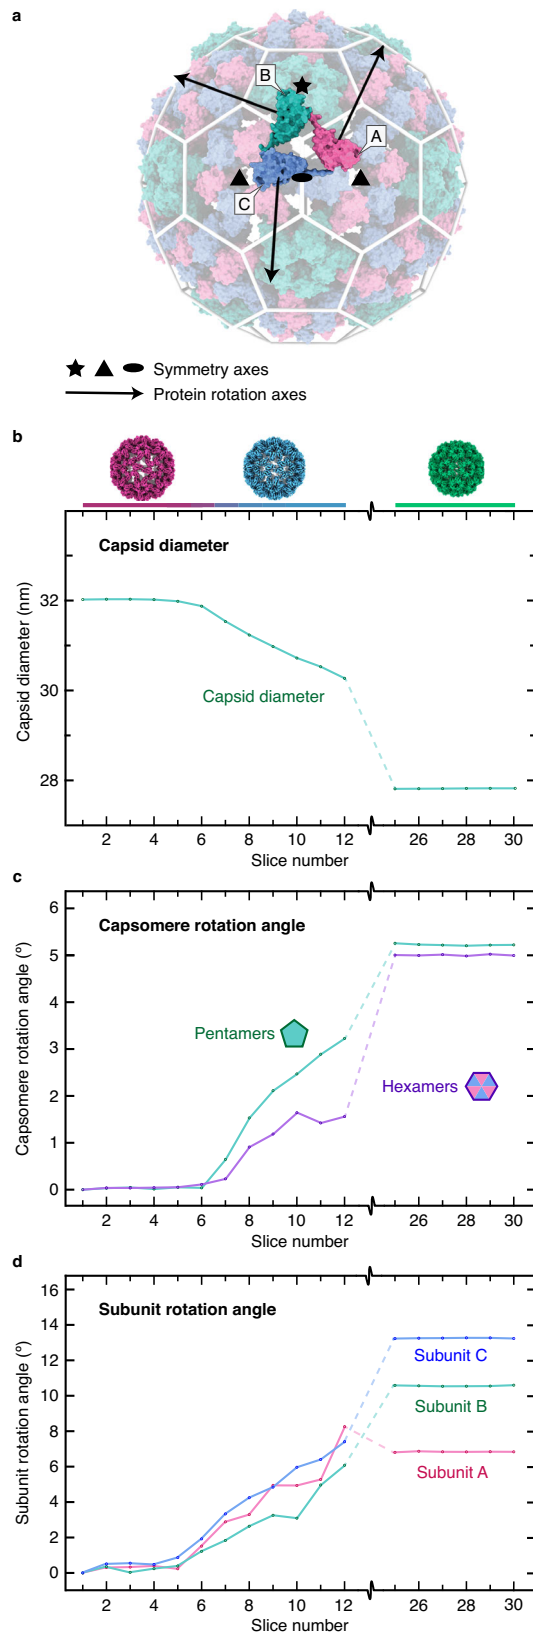 a
B
A
C
Symmetry axes
Protein rotation axes
b
Capsid diameter
Capsid diameter (nm)
32
30
28
Capsid diameter
2 4 6 8 10 12 26 28 30
Slice number
c
Capsomere rotation angle
Capsomere rotation angle (º)
6
5
4
3
2
1
0
Pentamers
Hexamers
2 4 6 8 10 12 26 28 30
Slice number
d
Subunit rotation angle
Subunit rotation angle (º)
16
14
12
10
8
6
4
2
0
Subunit C
Subunit B
Subunit A
2 4 6 8 10 12 26 28 30
Slice number